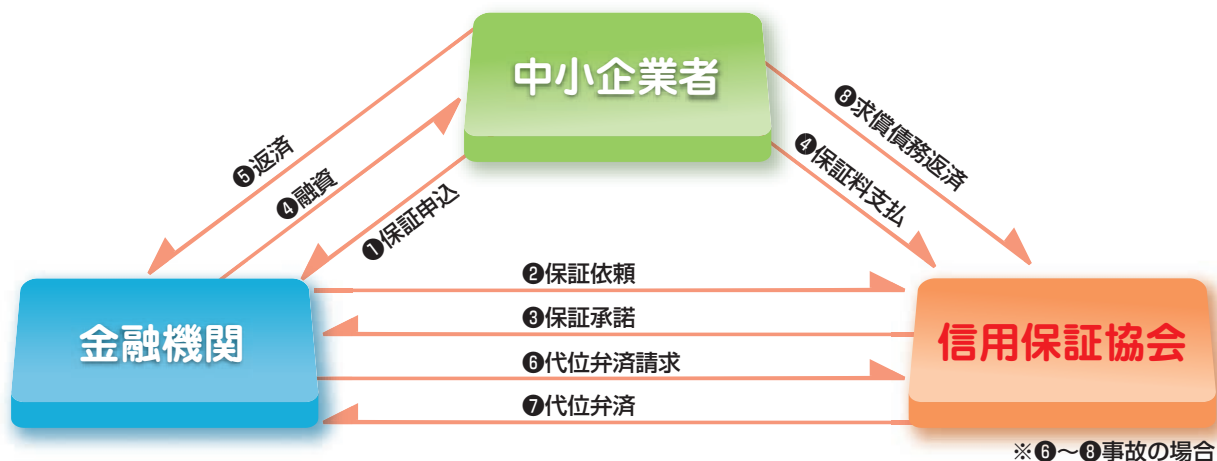 中小企業者
❺返済
❹融資
❶保証申込
❽求償債務返済
❹保証料支払
❷保証依頼
❸保証承諾
❻代位弁済請求
❼代位弁済
金融機関
信用保証協会
※❻～❽事故の場合